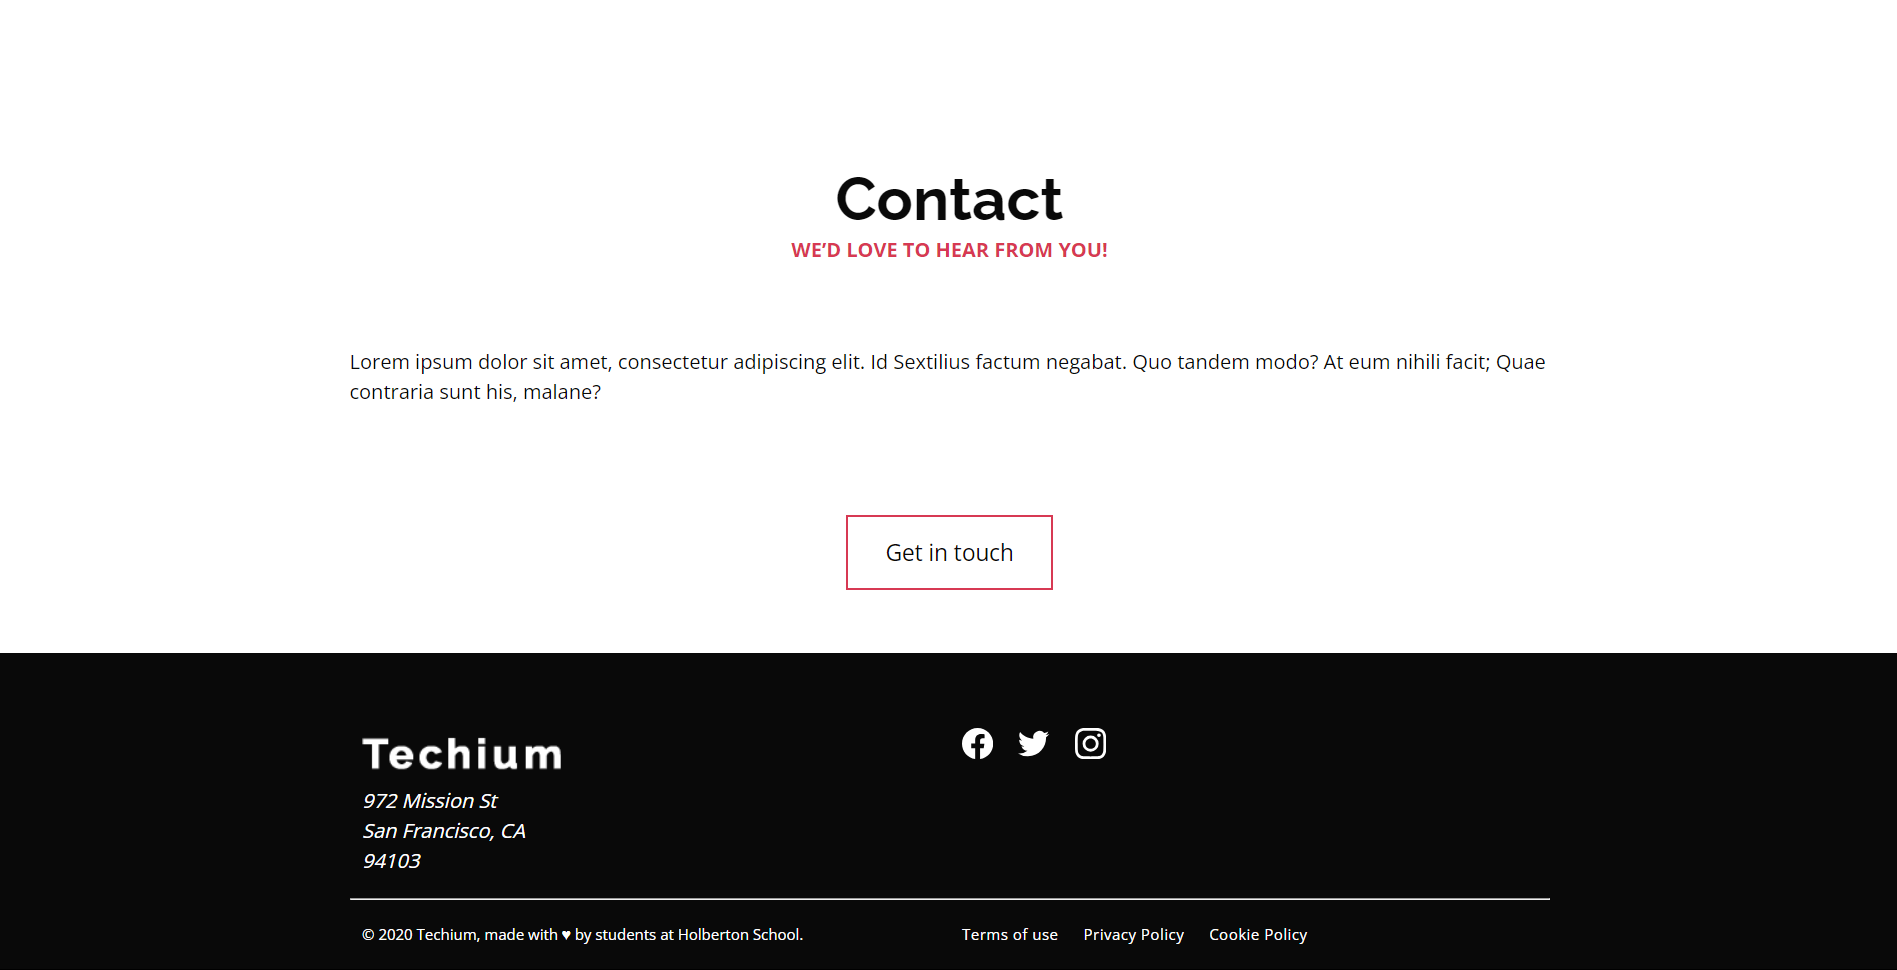 Contact
WE’D LOVE TO HEAR FROM YOU!
Lorem ipsum dolor sit amet, consectetur adipiscing elit. Id Sextilius factum negabat. Quo tandem modo? At eum nihili facit; Quae
contraria sunt his, malane?
Get in touch
Techium
972 Mission St
San Francisco, CA
94103
© 2020 Techium, made with ♥ by students at Holberton School.
Terms of use Privacy Policy Cookie Policy